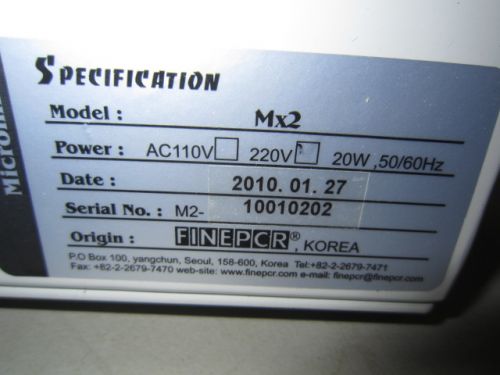 SPECIFICATION
Model : Mx2
Power : AC110V 220V 20W ,50/60Hz
Date : 2010. 01. 27
Serial No. : M2- 10010202
Origin : FINEPCR®, KOREA
P.O Box 100, yangchun, Seoul, 158-600, Korea Tel:+82-2-2679-7471
Fax: +82-2-2679-7470 web-site: www.finepcr.com e-mail: finepcr@finepcr.com